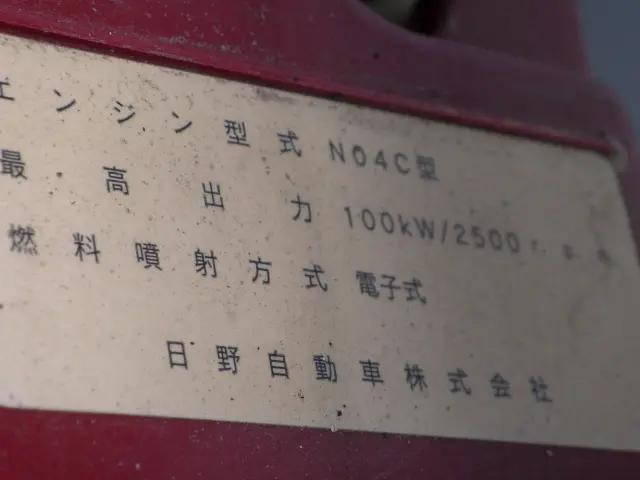 エンジン型式 N04C型
最高出力 100kW/2500r.p.m
燃料噴射方式 電子式
日野自動車株式会社